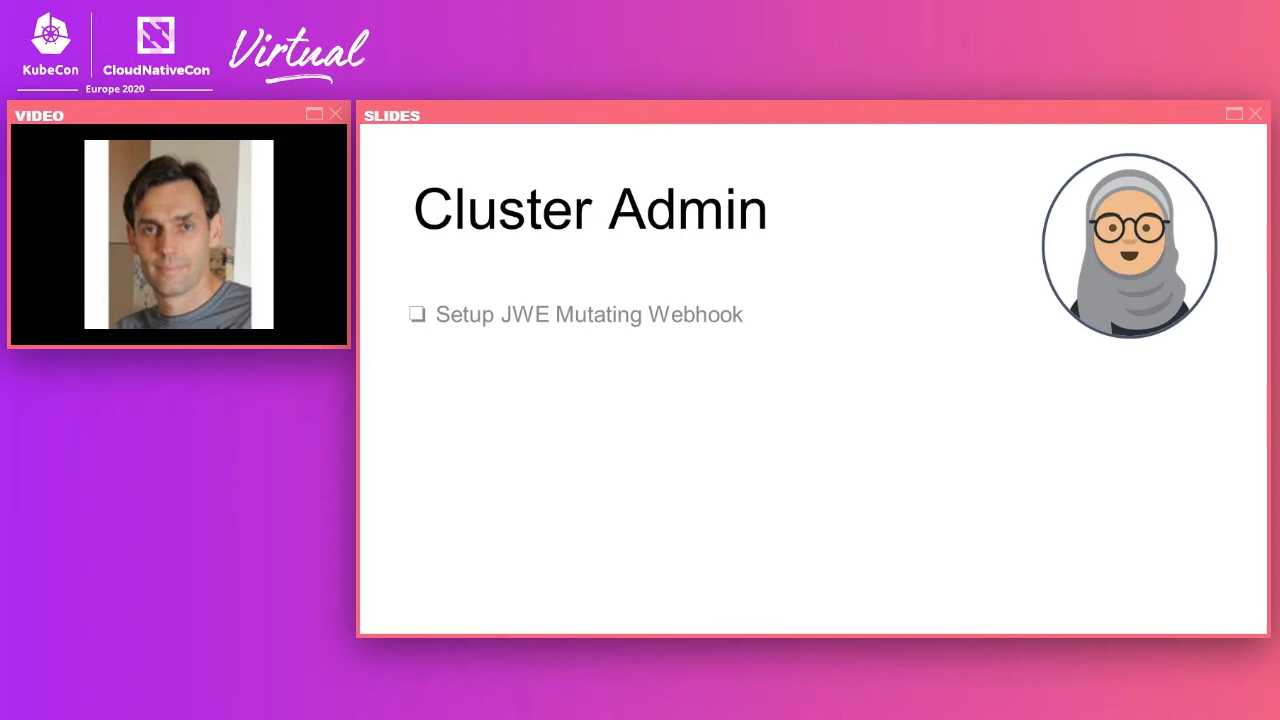 KubeCon
CloudNativeCon
Europe 2020
Virtual
VIDEO
SLIDES
Cluster Admin
Setup JWE Mutating Webhook